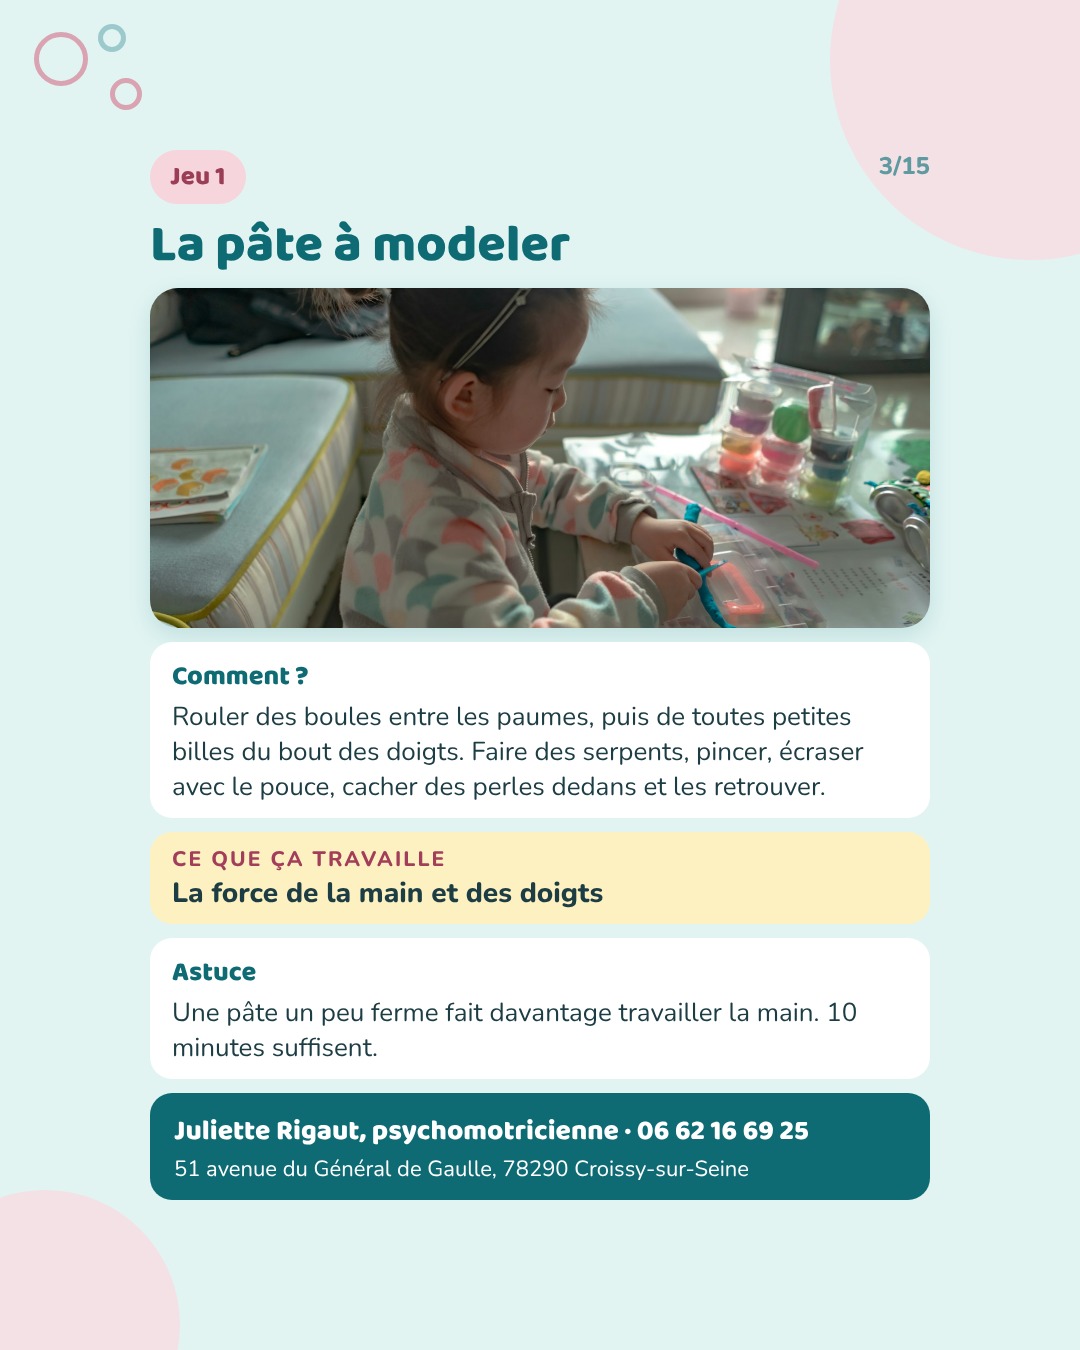 Jeu 1
3/15
La pâte à modeler
Comment ?
Rouler des boules entre les paumes, puis de toutes petites
billes du bout des doigts. Faire des serpents, pincer, écraser
avec le pouce, cacher des perles dedans et les retrouver.
CE QUE ÇA TRAVAILLE
La force de la main et des doigts
Astuce
Une pâte un peu ferme fait davantage travailler la main. 10
minutes suffisent.
Juliette Rigaut, psychomotricienne · 06 62 16 69 25
51 avenue du Général de Gaulle, 78290 Croissy-sur-Seine